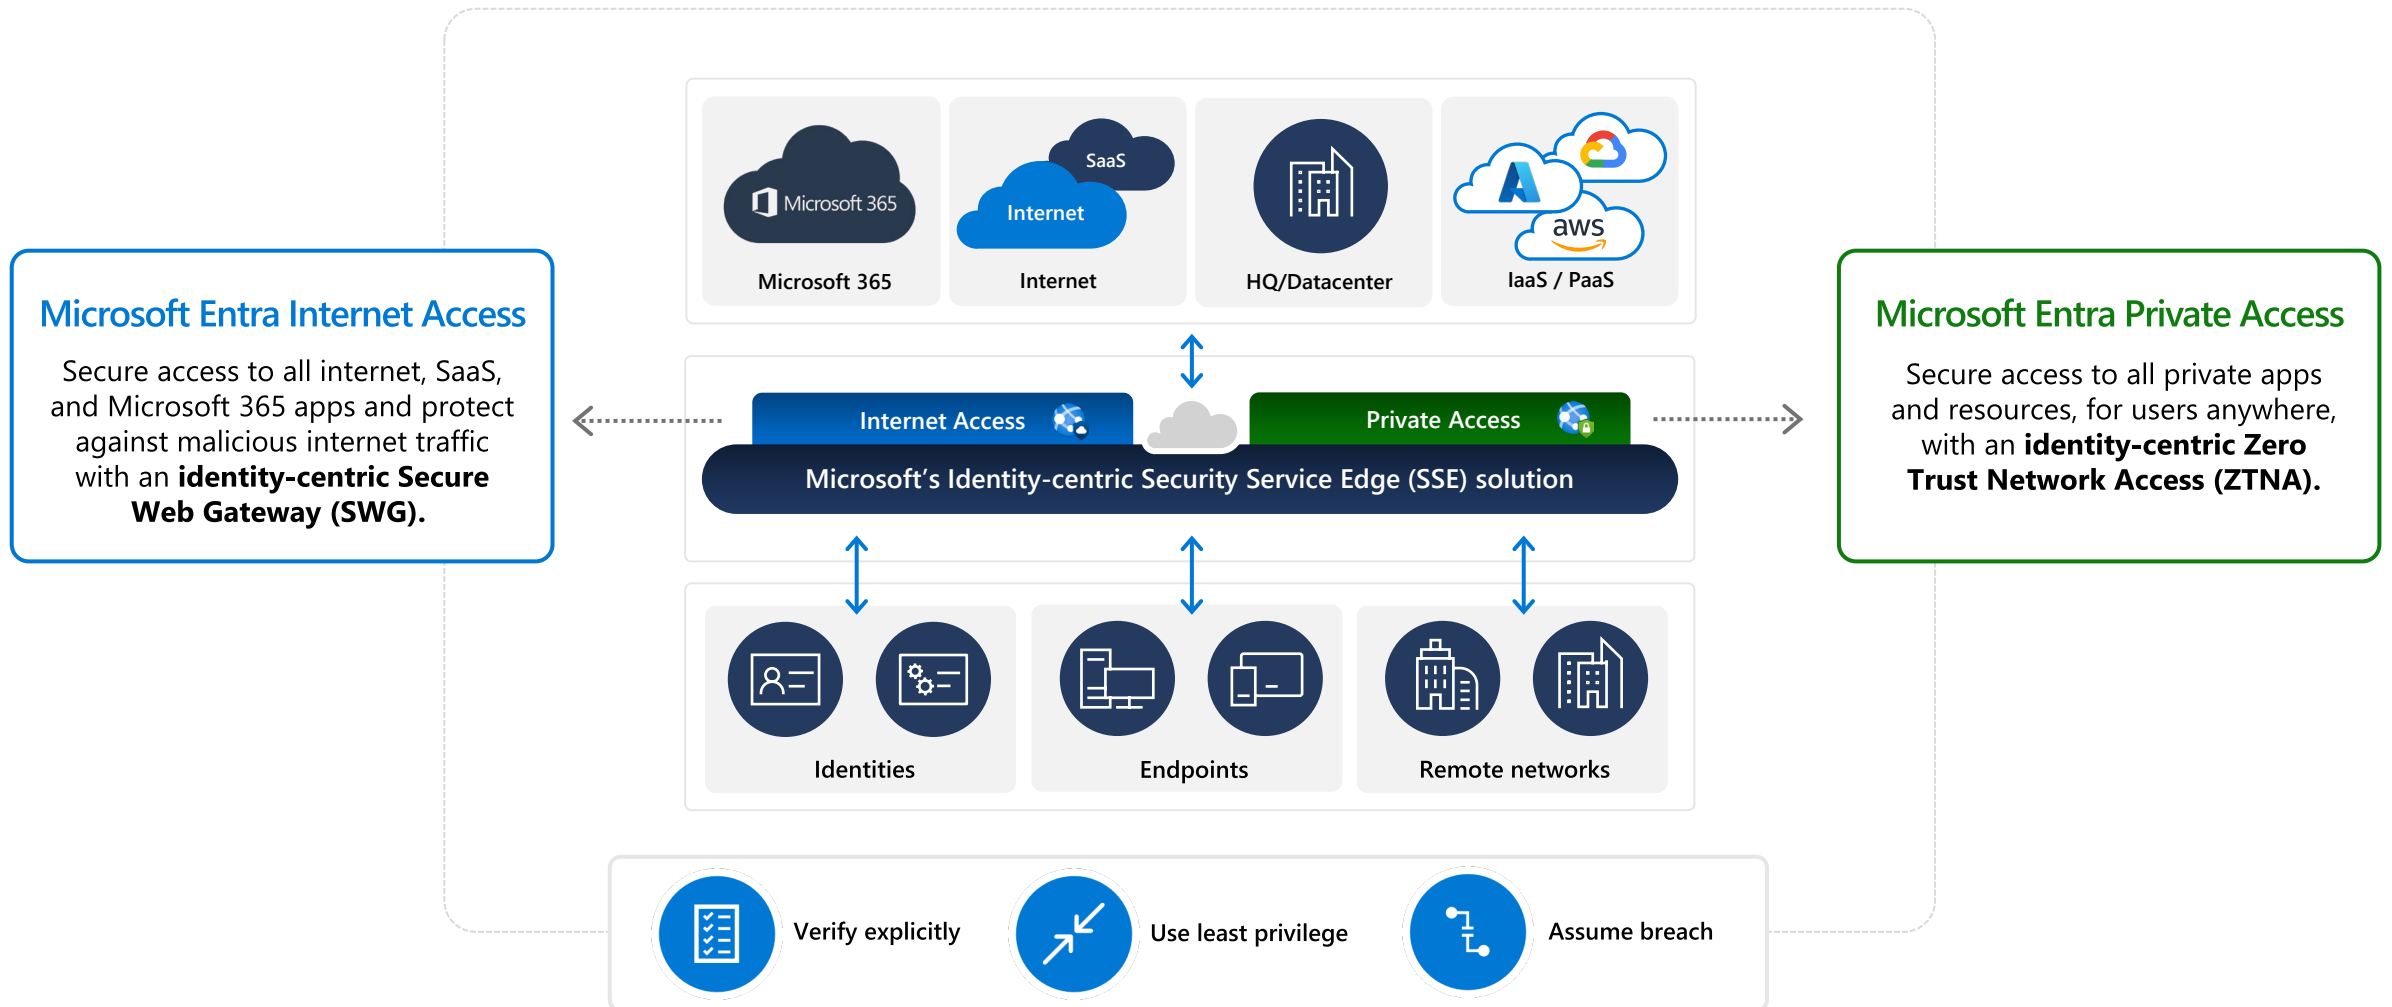 SaaS
Microsoft 365
Internet
aws
Microsoft 365
Internet
HQ/Datacenter
IaaS / PaaS
Microsoft Entra Internet Access
Secure access to all internet, SaaS,
and Microsoft 365 apps and protect
against malicious internet traffic
with an identity-centric Secure
Web Gateway (SWG).
Internet Access
Private Access
Microsoft’s Identity-centric Security Service Edge (SSE) solution
Microsoft Entra Private Access
Secure access to all private apps
and resources, for users anywhere,
with an identity-centric Zero
Trust Network Access (ZTNA).
Identities
Endpoints
Remote networks
Verify explicitly
Use least privilege
Assume breach